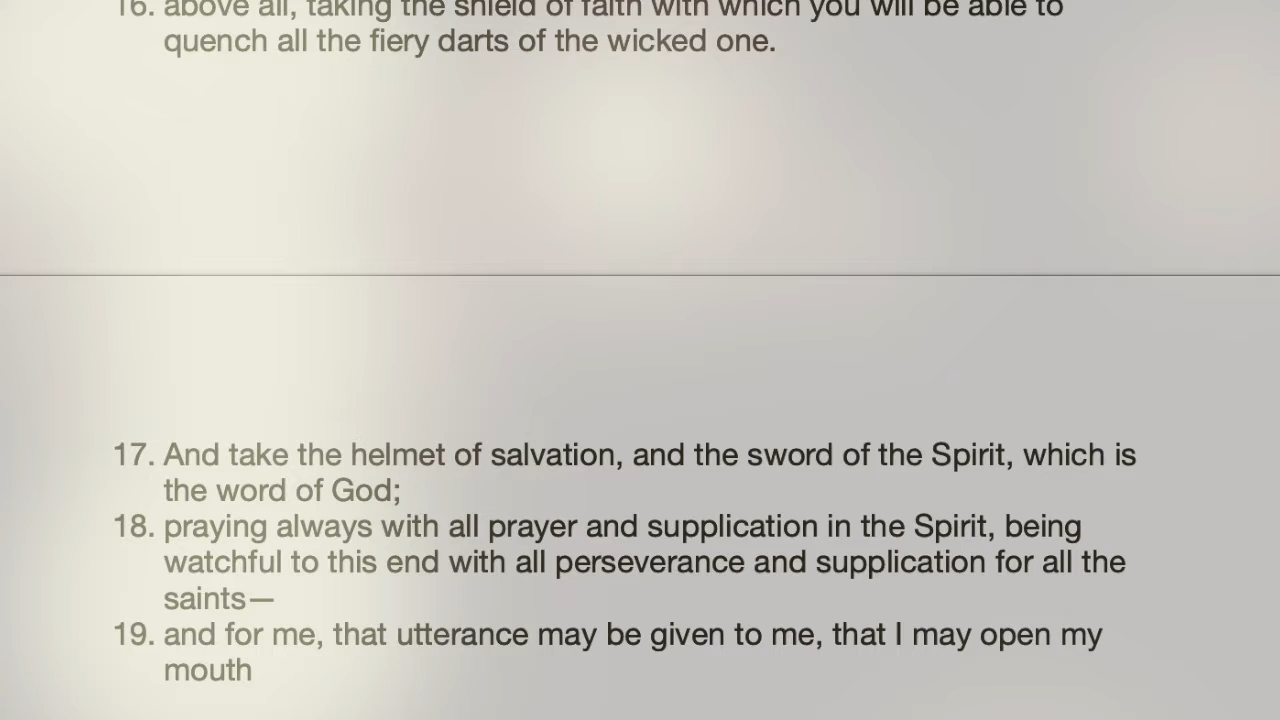 16. above all, taking the shield of faith with which you will be able to
quench all the fiery darts of the wicked one.
17. And take the helmet of salvation, and the sword of the Spirit, which is
the word of God;
18. praying always with all prayer and supplication in the Spirit, being
watchful to this end with all perseverance and supplication for all the
saints—
19. and for me, that utterance may be given to me, that I may open my
mouth